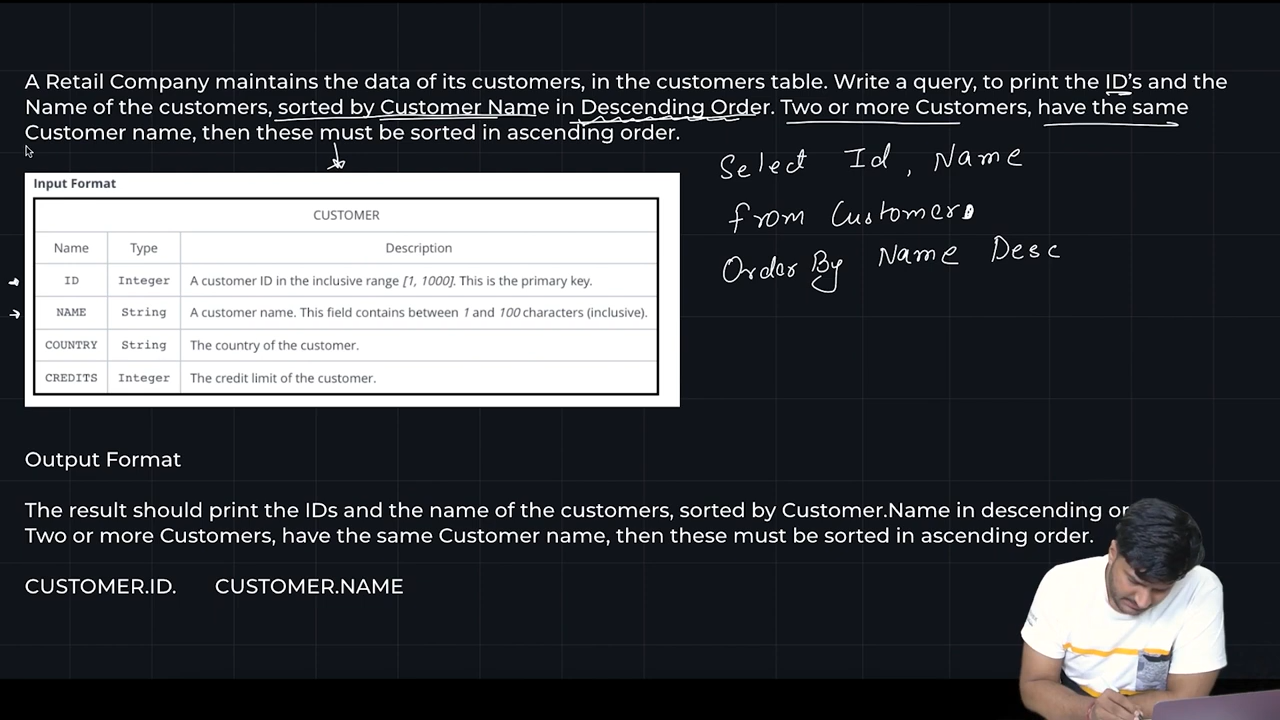 A Retail Company maintains the data of its customers, in the customers table. Write a query, to print the ID's and the
Name of the customers, sorted by Customer Name in Descending Order. Two or more Customers, have the same
Customer name, then these must be sorted in ascending order.
Select Id, Name
from Customer
Order By Name Desc
Input Format
CUSTOMER
Name Type Description
ID Integer A customer ID in the inclusive range [1, 1000]. This is the primary key.
NAME String A customer name. This field contains between 1 and 100 characters (inclusive).
COUNTRY String The country of the customer.
CREDITS Integer The credit limit of the customer.
Output Format
The result should print the IDs and the name of the customers, sorted by Customer.Name in descending or
Two or more Customers, have the same Customer name, then these must be sorted in ascending order.
CUSTOMER.ID. CUSTOMER.NAME